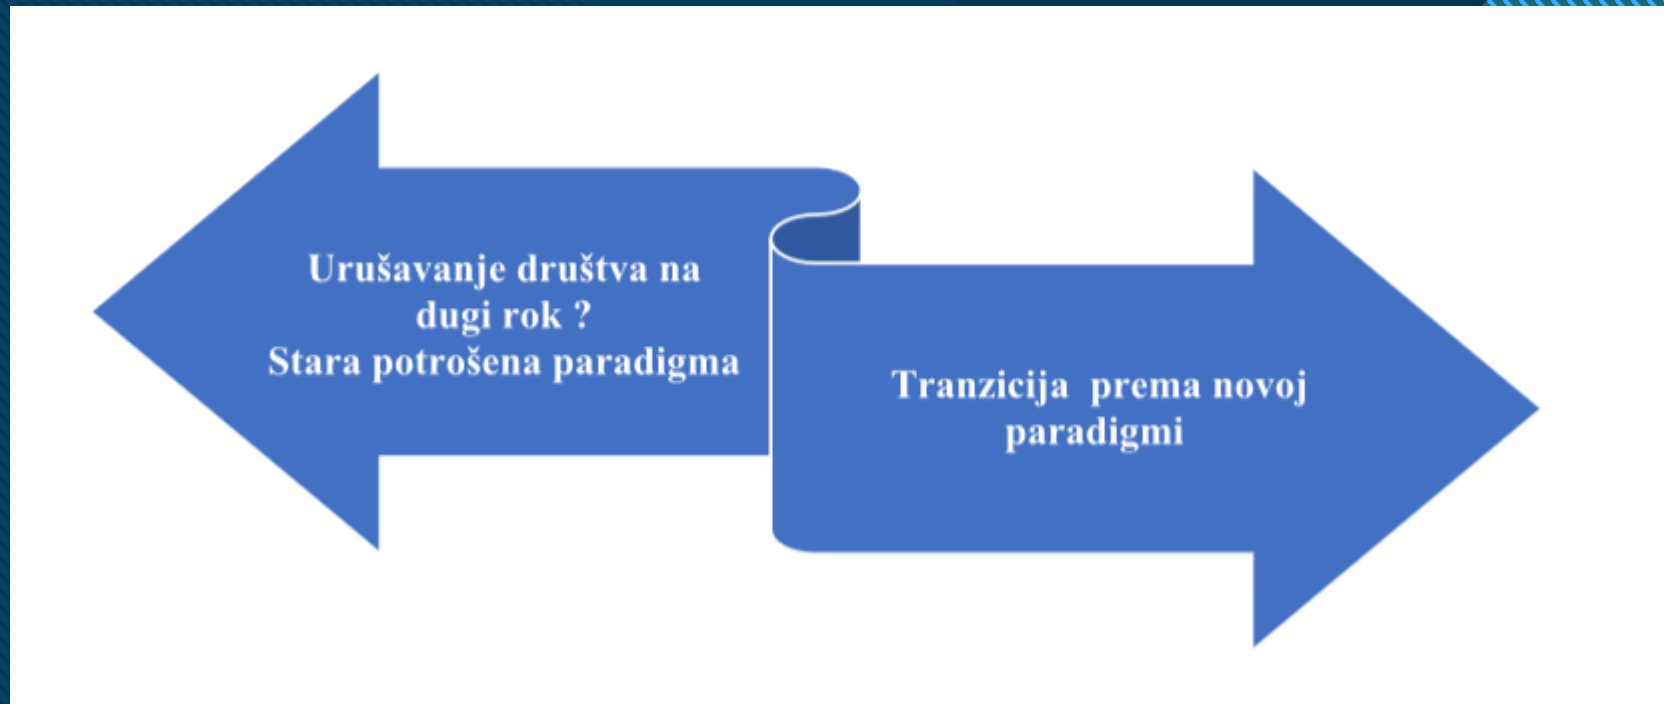 Urušavanje društva na
dugi rok ?
Stara potrošena paradigma
Tranzicija  prema novoj
paradigmi